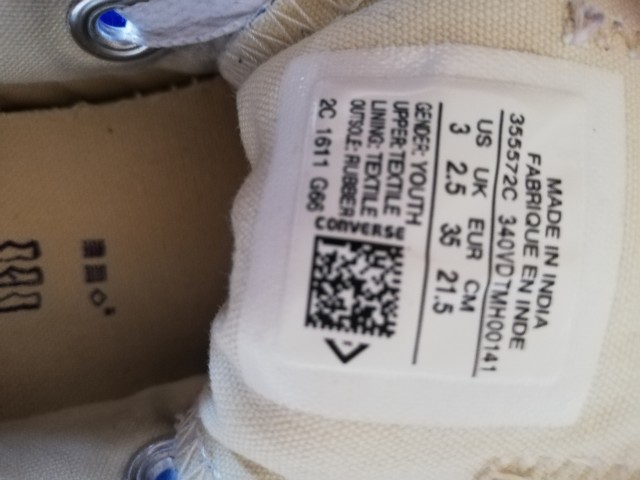 MADE IN INDIA
FABRIQUE EN INDE
355572C 340VDTMH00141
US UK EUR CM
3 2.5 35 21.5
GENDER: YOUTH
UPPER: TEXTILE
LINING: TEXTILE
OUTSOLE: RUBBER
2C 1611 G66
CONVERSE